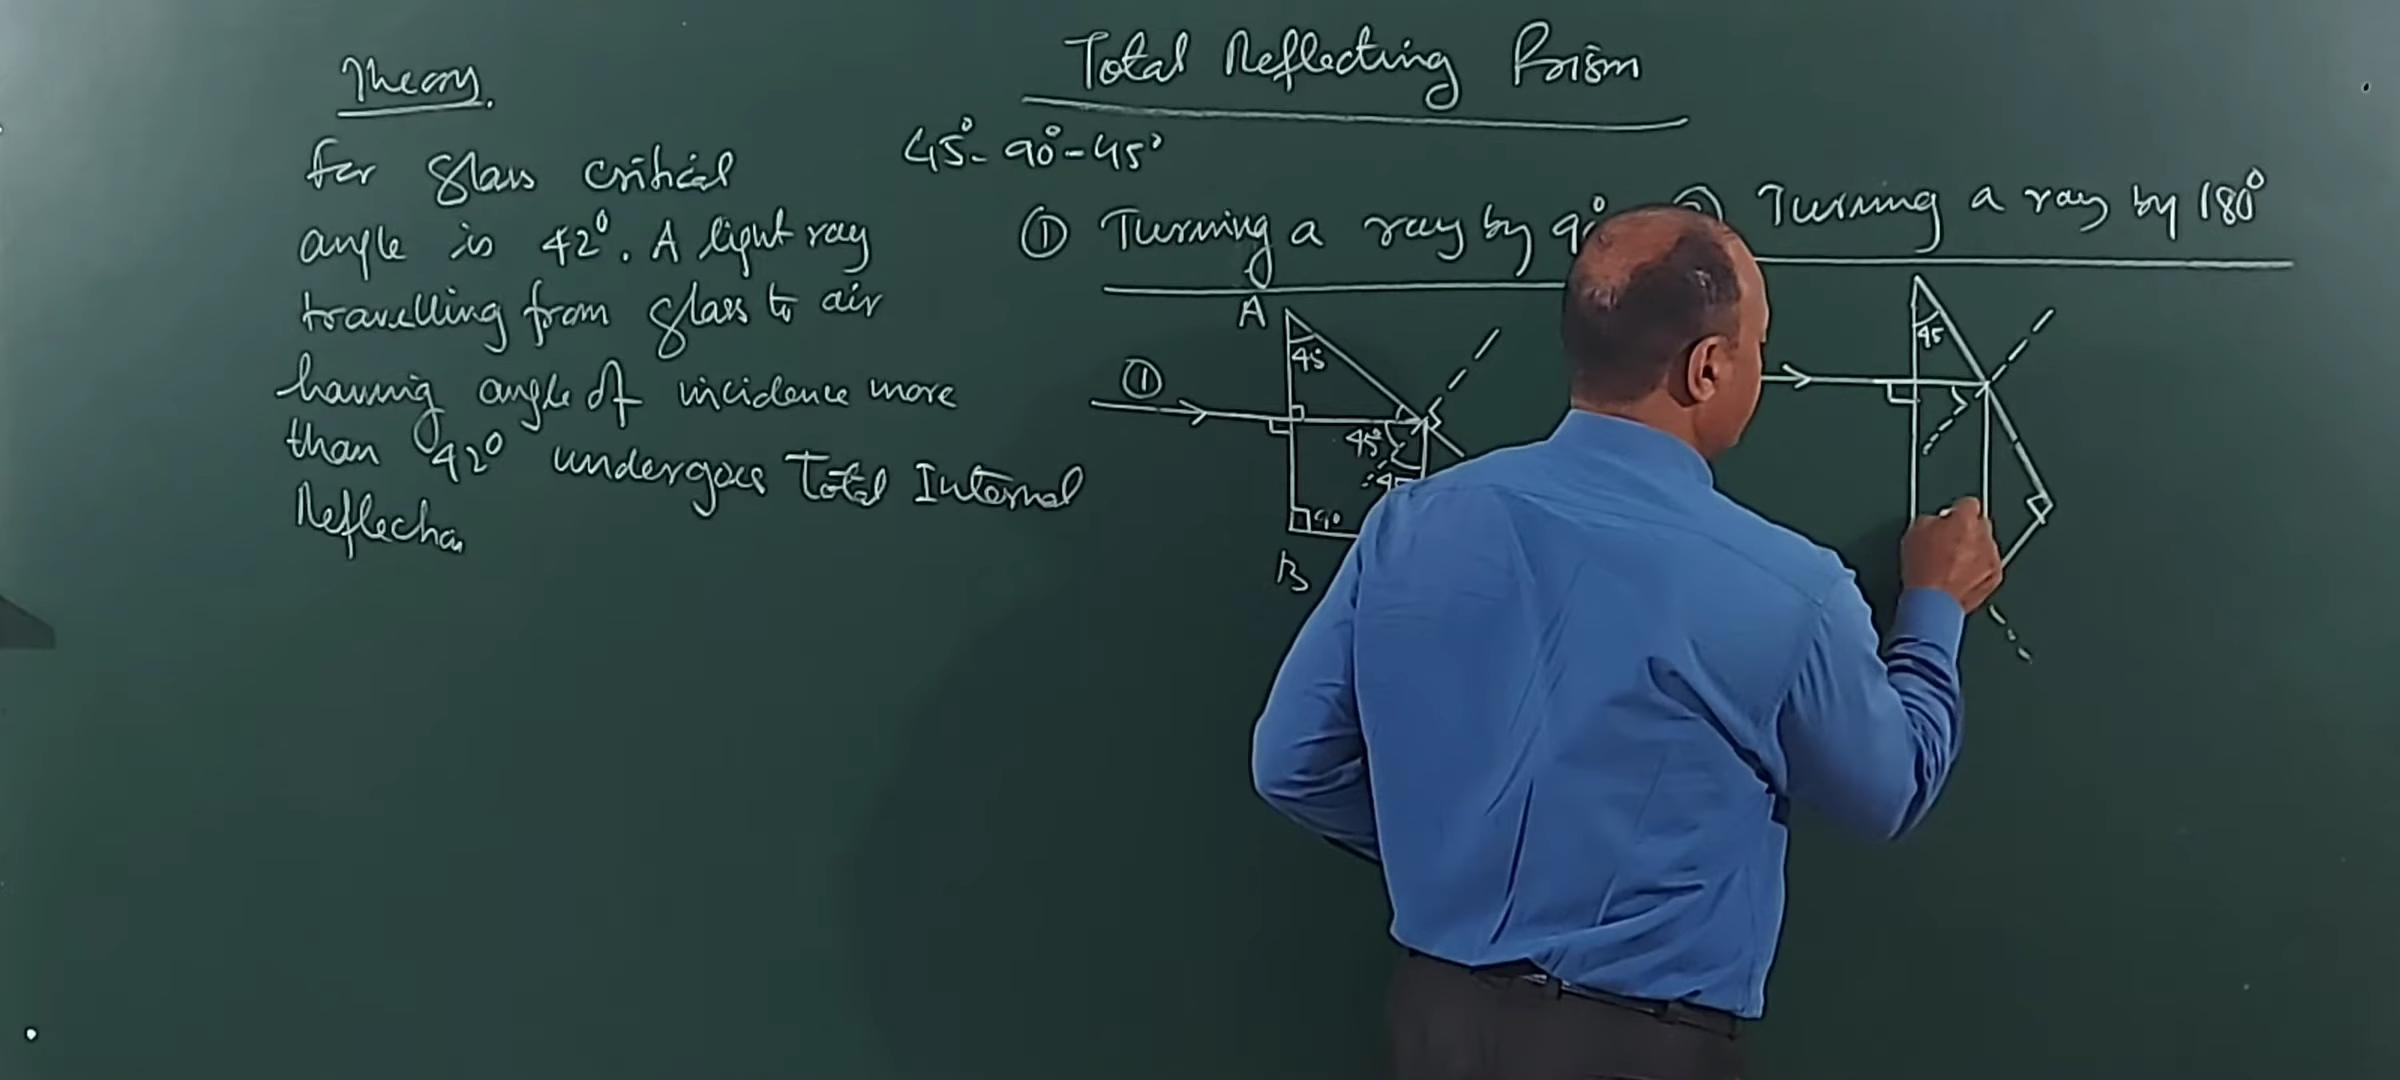 Theory.
For glass critical
angle is 42°. A light ray
travelling from glass to air
having angle of incidence more
than 42° undergoes Total Internal
Reflection
Total Reflecting Prism
45°- 90°- 45°
① Turning a ray by 90°
A
45
①
45°
90
B
Turning a ray by 180°
45